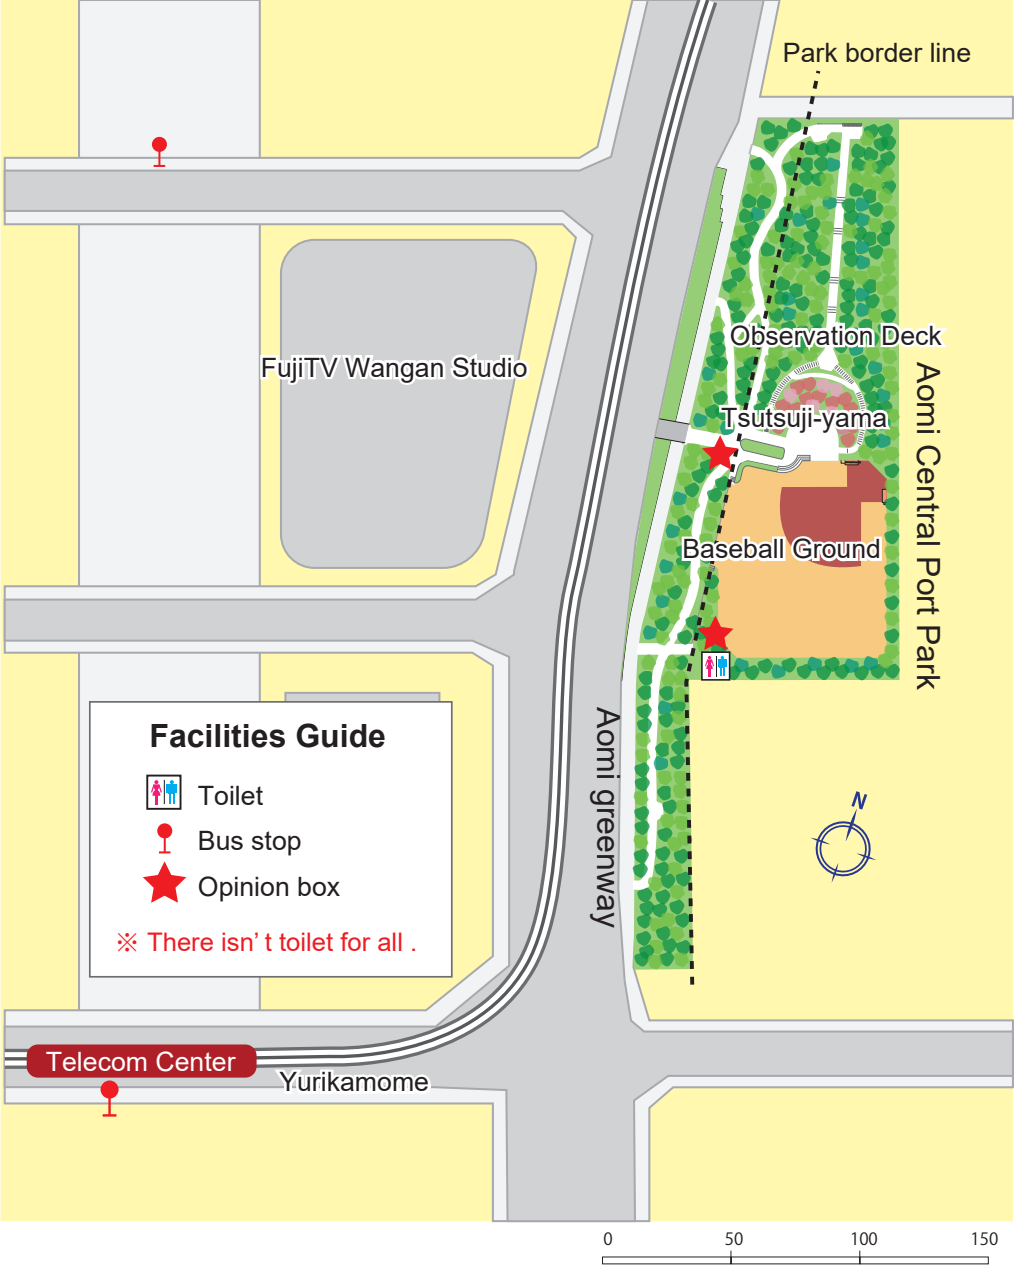 Park border line
Observation Deck
FujiTV Wangan Studio
Tsutsuji-yama
Aomi Central Port Park
Baseball Ground
Aomi greenway
Facilities Guide
Toilet
Bus stop
Opinion box
※ There isn' t toilet for all .
N
Telecom Center
Yurikamome
0 50 100 150